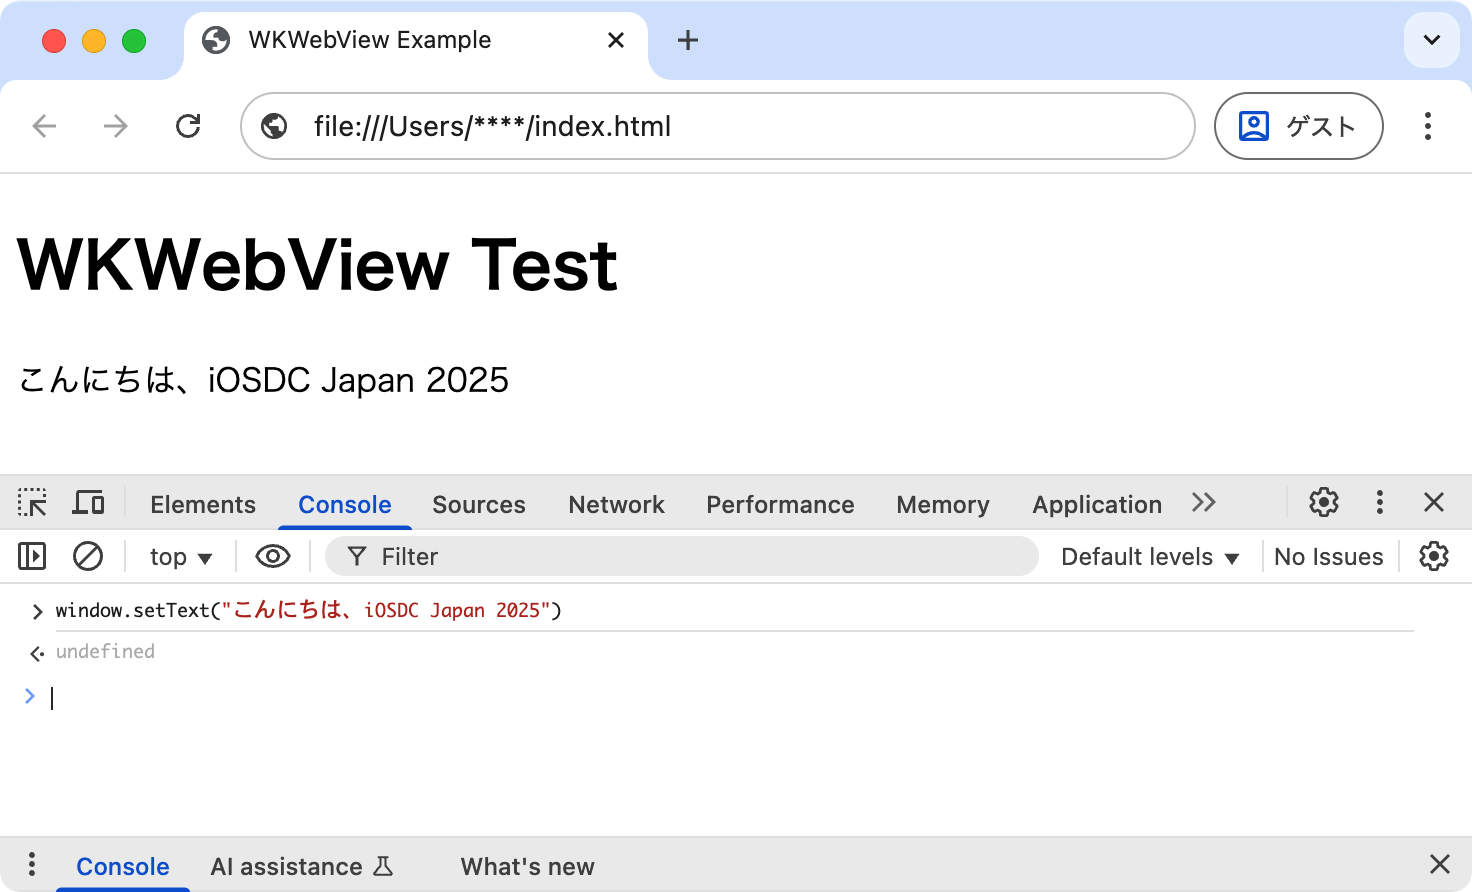 WKWebView Example
file:///Users/****/index.html
ゲスト
WKWebView Test
こんにちは、iOSDC Japan 2025
Elements Console Sources Network Performance Memory Application
top Filter Default levels No Issues
window.setText("こんにちは、iOSDC Japan 2025")
undefined
Console AI assistance What's new